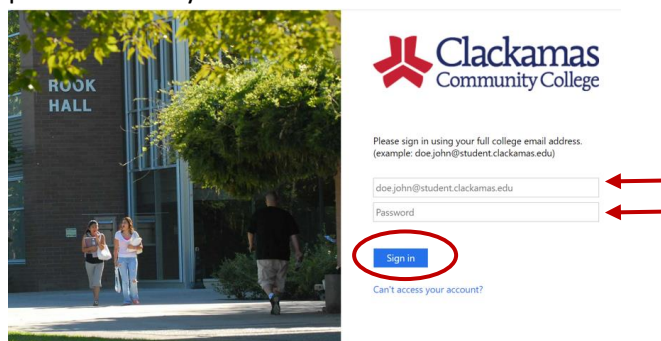 ROOK
HALL
Clackamas
Community College
Please sign in using your full college email address.
(example: doe.john@student.clackamas.edu)
doe.john@student.clackamas.edu
Password
Sign in
Can't access your account?